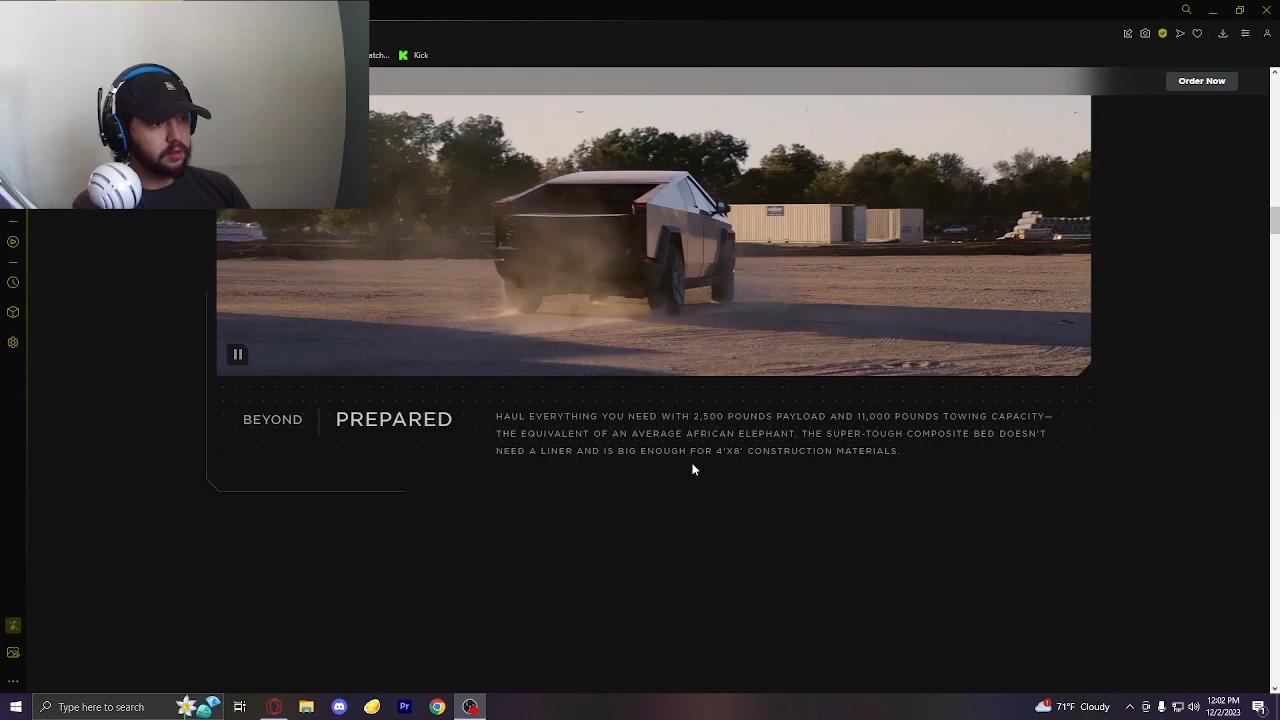 atch...
Kick
Order Now
BEYOND
PREPARED
HAUL EVERYTHING YOU NEED WITH 2,500 POUNDS PAYLOAD AND 11,000 POUNDS TOWING CAPACITY—
THE EQUIVALENT OF AN AVERAGE AFRICAN ELEPHANT. THE SUPER-TOUGH COMPOSITE BED DOESN'T
NEED A LINER AND IS BIG ENOUGH FOR 4'X8' CONSTRUCTION MATERIALS.
Type here to search
Pr
71°F Cloudy
12:02 PM
12/2/2023